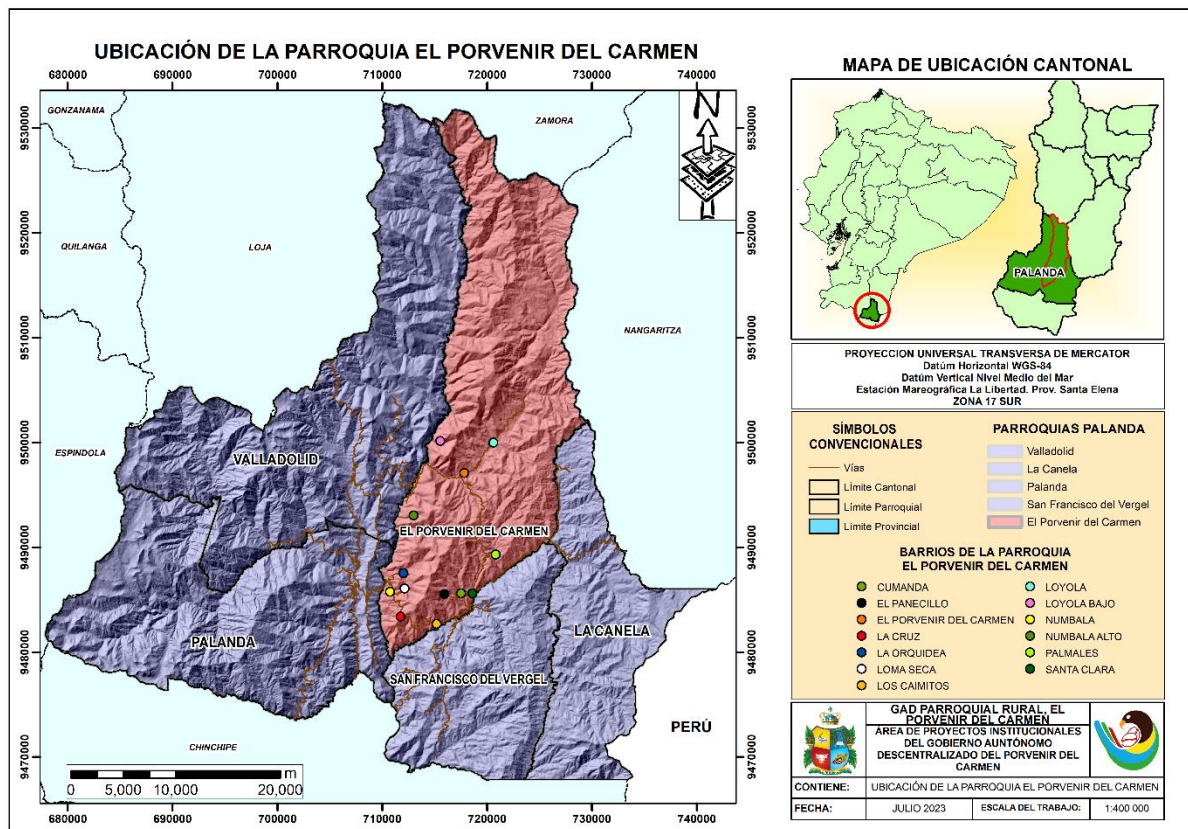 UBICACIÓN DE LA PARROQUIA EL PORVENIR DEL CARMEN
680000 690000 700000 710000 720000 730000 740000
9530000
9520000
9510000
9500000
9490000
9480000
9470000
9530000
9520000
9510000
9500000
9490000
9480000
9470000
GONZANAMA
ZAMORA
N
QUILANGA
LOJA
NANGARITZA
ESPINDOLA
VALLADOLID
EL PORVENIR DEL CARMEN
PALANDA
LA CANELA
SAN FRANCISCO DEL VERGEL
PERÚ
CHINCHIPE
m
0 5,000 10,000 20,000
680000 690000 700000 710000 720000 730000 740000
MAPA DE UBICACIÓN CANTONAL
PALANDA
PROYECCION UNIVERSAL TRANSVERSA DE MERCATOR
Datúm Horizontal WGS-84
Datúm Vertical Nivel Medio del Mar
Estación Mareográfica La Libertad. Prov. Santa Elena
ZONA 17 SUR
SÍMBOLOS
CONVENCIONALES
Vías
Límite Cantonal
Límite Parroquial
Límite Provincial
PARROQUIAS PALANDA
Valladolid
La Canela
Palanda
San Francisco del Vergel
El Porvenir del Carmen
BARRIOS DE LA PARROQUIA
EL PORVENIR DEL CARMEN
CUMANDA
EL PANECILLO
EL PORVENIR DEL CARMEN
LA CRUZ
LA ORQUIDEA
LOMA SECA
LOS CAIMITOS
LOYOLA
LOYOLA BAJO
NUMBALA
NUMBALA ALTO
PALMALES
SANTA CLARA
GAD PARROQUIAL RURAL, EL
PORVENIR DEL CARMEN
ÁREA DE PROYECTOS INSTITUCIONALES
DEL GOBIERNO AUNTÓNOMO
DESCENTRALIZADO DEL PORVENIR DEL
CARMEN
CONTIENE: UBICACIÓN DE LA PARROQUIA EL PORVENIR DEL CARMEN
FECHA: JULIO 2023 ESCALA DEL TRABAJO: 1:400 000